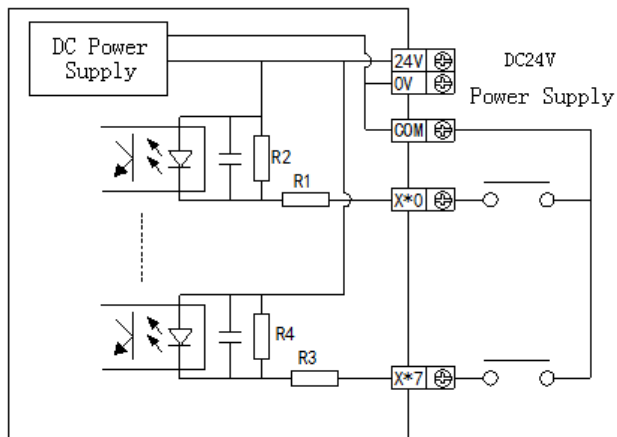 DC Power
Supply
24V
DC24V
0V
Power Supply
COM
R2
R1
X*0
R4
R3
X*7